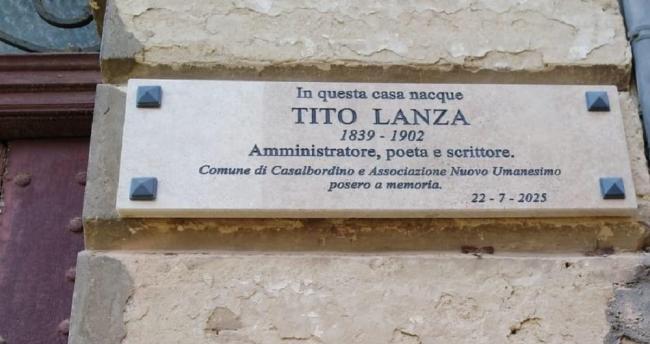 In questa casa nacque
TITO LANZA
1839 - 1902
Amministratore, poeta e scrittore.
Comune di Casalbordino e Associazione Nuovo Umanesimo
posero a memoria.
22 - 7 - 2025